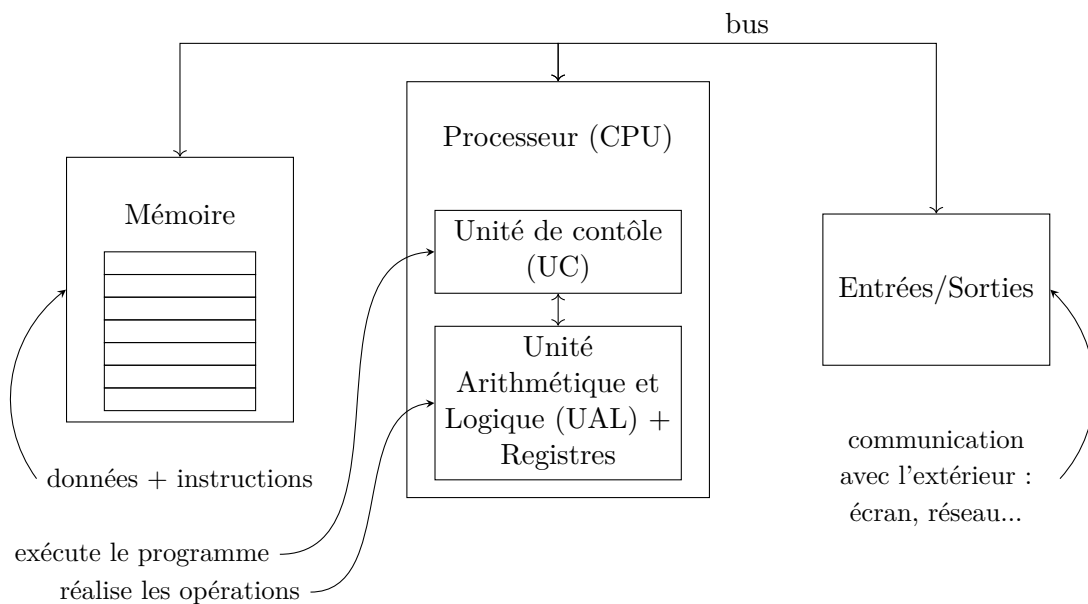 bus
Processeur (CPU)
Mémoire
Unité de contôle
(UC)
Entrées/Sorties
Unité
Arithmétique et
Logique (UAL) +
Registres
communication
avec l'extérieur :
écran, réseau...
données + instructions
exécute le programme
réalise les opérations